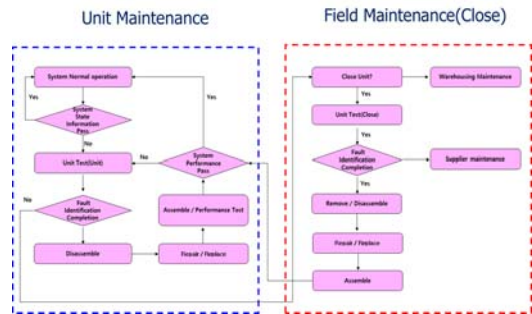 Unit Maintenance
Field Maintenance(Close)
System Normal operation
Yes
System
State
Information
Pass
No
Unit Test(Unit)
No
Fault
Identification
Completion
Disassemble
Repair / Replace
Assemble / Performance Test
System
Performance
Pass
Yes
No
Close Unit?
Warehousing Maintenance
Yes
Unit Test(Close)
Yes
Fault
Identification
Completion
Supplier maintenance
Yes
Remove / Disassemble
Repair / Replace
Assemble